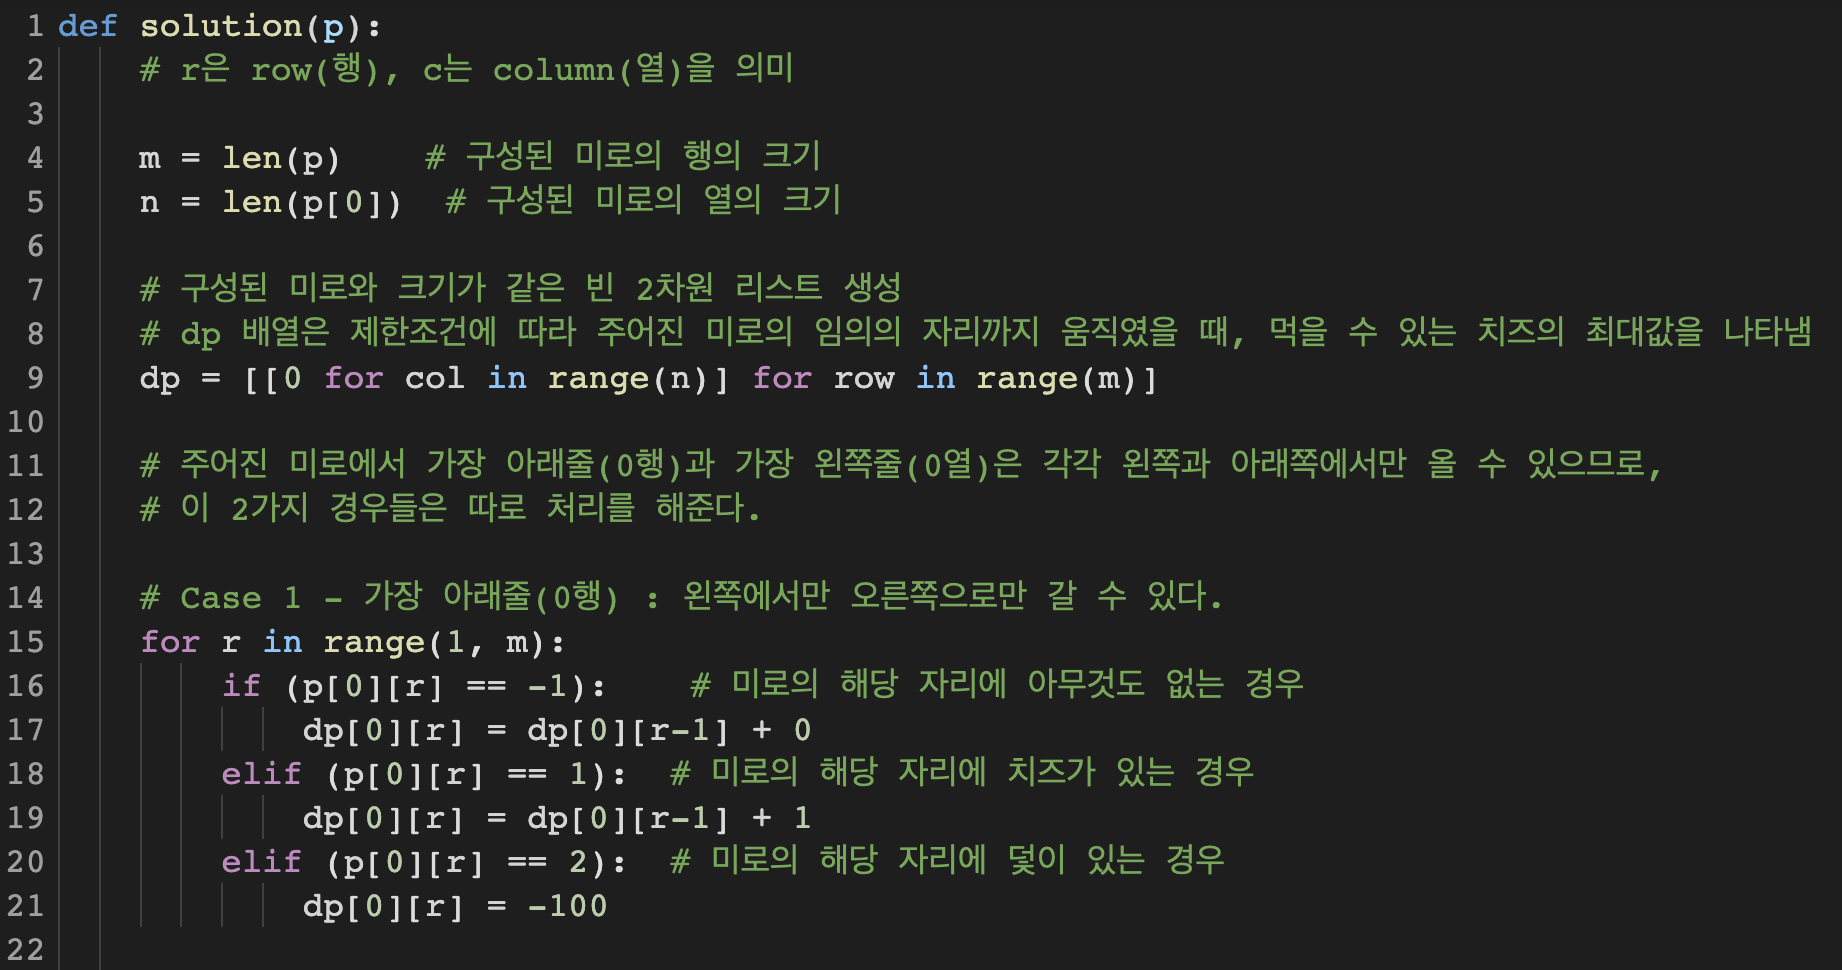 1 def solution(p):
2 # r은 row(행), c는 column(열)을 의미
3
4 m = len(p) # 구성된 미로의 행의 크기
5 n = len(p[0]) # 구성된 미로의 열의 크기
6
7 # 구성된 미로와 크기가 같은 빈 2차원 리스트 생성
8 # dp 배열은 제한조건에 따라 주어진 미로의 임의의 자리까지 움직였을 때, 먹을 수 있는 치즈의 최대값을 나타냄
9 dp = [[0 for col in range(n)] for row in range(m)]
10
11 # 주어진 미로에서 가장 아래줄(0행)과 가장 왼쪽줄(0열)은 각각 왼쪽과 아래쪽에서만 올 수 있으므로,
12 # 이 2가지 경우들은 따로 처리를 해준다.
13
14 # Case 1 - 가장 아래줄(0행) : 왼쪽에서만 오른쪽으로만 갈 수 있다.
15 for r in range(1, m):
16 if (p[0][r] == -1): # 미로의 해당 자리에 아무것도 없는 경우
17 dp[0][r] = dp[0][r-1] + 0
18 elif (p[0][r] == 1): # 미로의 해당 자리에 치즈가 있는 경우
19 dp[0][r] = dp[0][r-1] + 1
20 elif (p[0][r] == 2): # 미로의 해당 자리에 덫이 있는 경우
21 dp[0][r] = -100
22